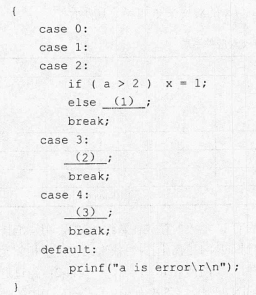 {
case 0:
case 1:
case 2:
if ( a > 2 ) x = 1;
else (1) ;
break;
case 3:
(2) ;
break;
case 4:
(3) ;
break;
default:
prinf("a is error\r\n");
}